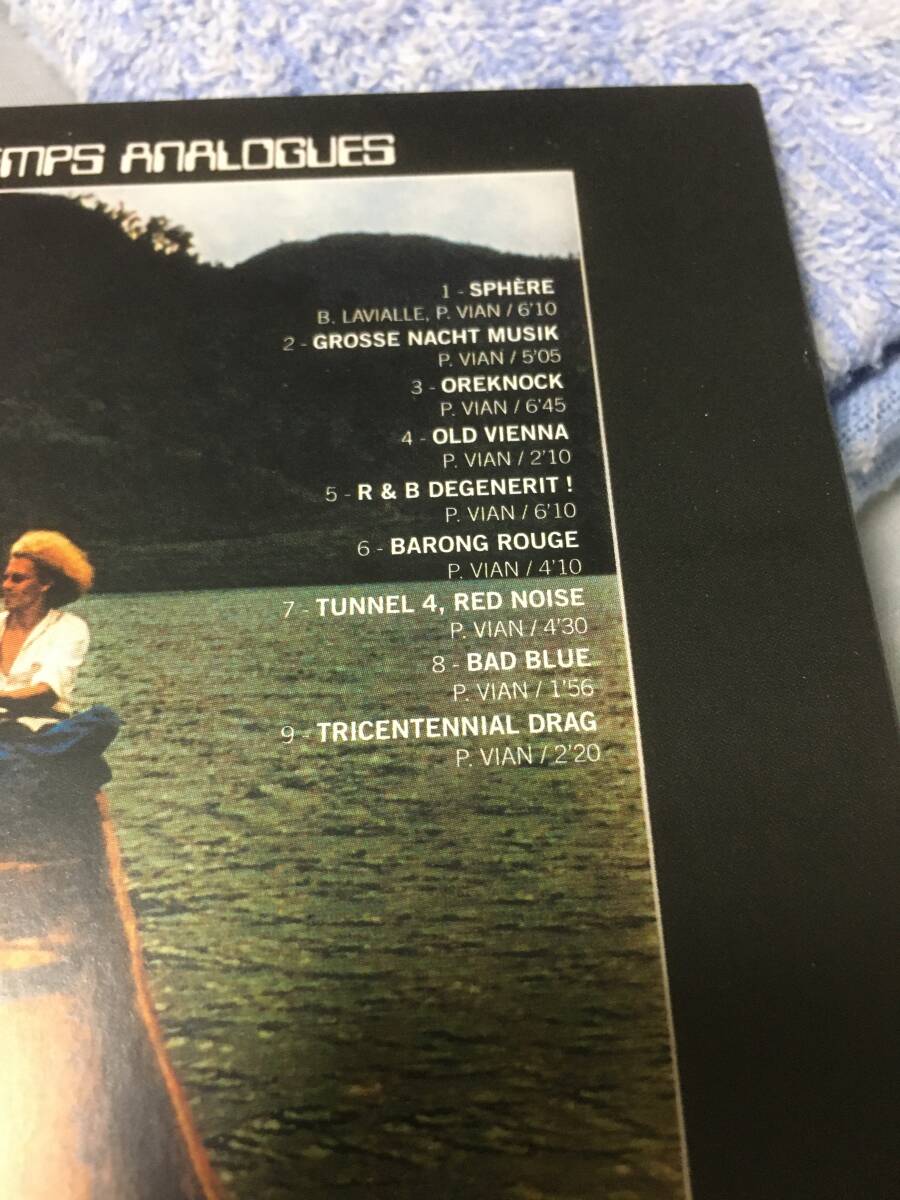 EMPS ANALOGUES
1 - SPHÈRE
B. LAVIALLE, P. VIAN / 6'10
2 - GROSSE NACHT MUSIK
P. VIAN / 5'05
3 - OREKNOCK
P. VIAN / 6'45
4 - OLD VIENNA
P. VIAN / 2'10
5 - R & B DEGENERIT !
P. VIAN / 6'10
6 - BARONG ROUGE
P. VIAN / 4'10
7 - TUNNEL 4, RED NOISE
P. VIAN / 4'30
8 - BAD BLUE
P. VIAN / 1'56
9 - TRICENTENNIAL DRAG
P. VIAN / 2'20